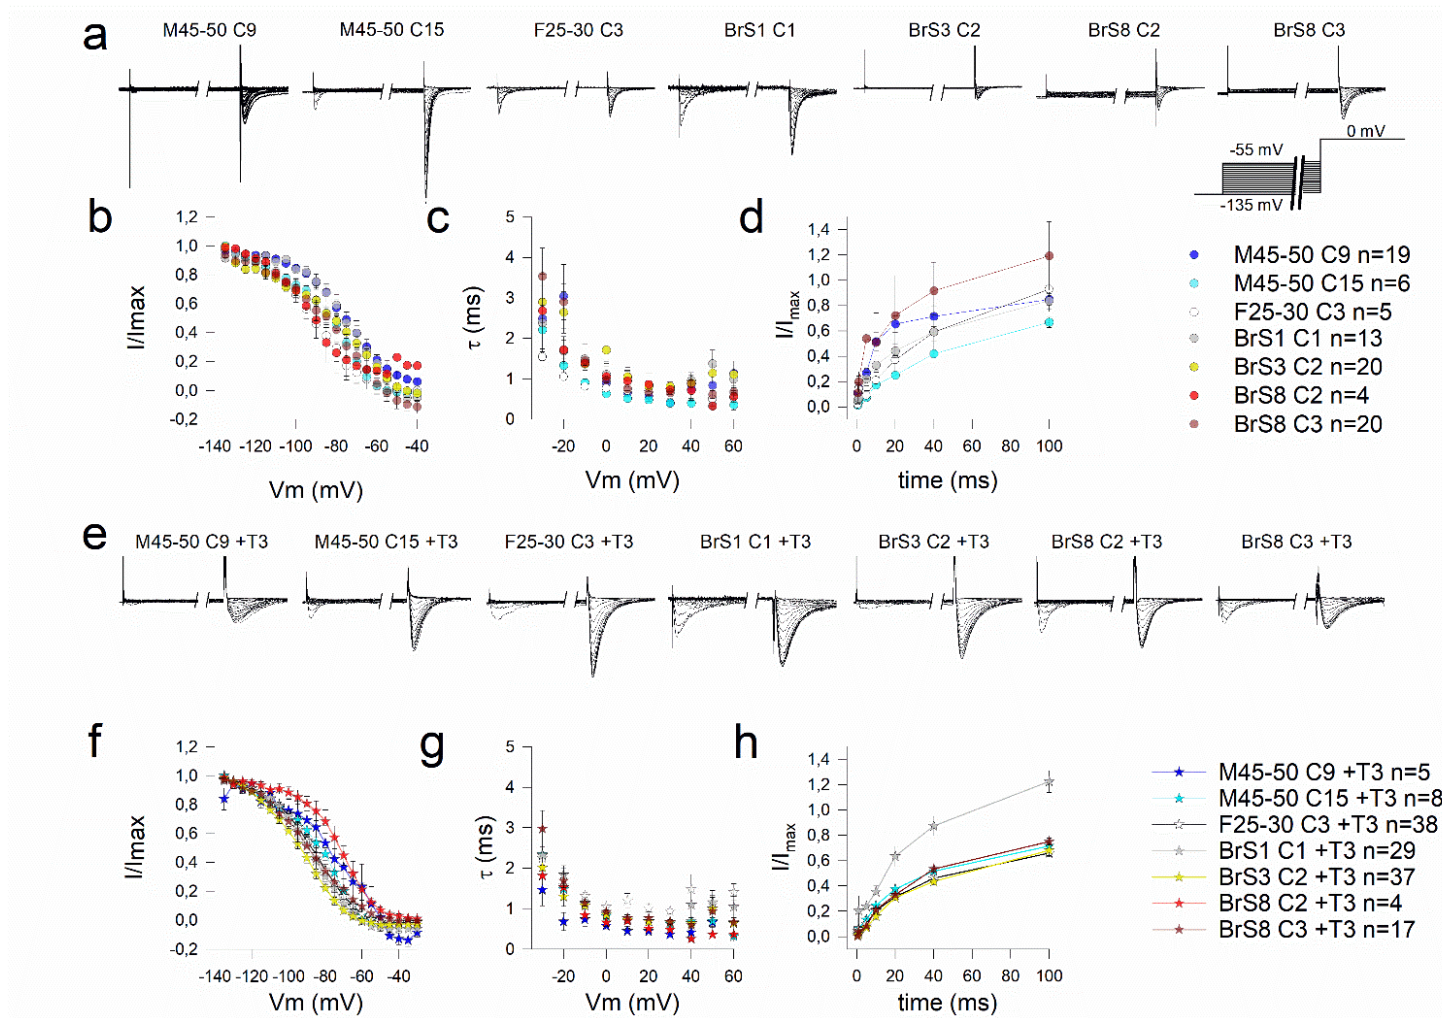 a
M45-50 C9
M45-50 C15
F25-30 C3
BrS1 C1
BrS3 C2
BrS8 C2
BrS8 C3
0 mV
-55 mV
-135 mV
b
I/Imax
1,2
1,0
0,8
0,6
0,4
0,2
0,0
-0,2
-140 -120 -100 -80 -60 -40
Vm (mV)
c
τ (ms)
5
4
3
2
1
0
-20 0 20 40 60
Vm (mV)
d
I/Imax
1,4
1,2
1,0
0,8
0,6
0,4
0,2
0,0
0 20 40 60 80 100
time (ms)
M45-50 C9 n=19
M45-50 C15 n=6
F25-30 C3 n=5
BrS1 C1 n=13
BrS3 C2 n=20
BrS8 C2 n=4
BrS8 C3 n=20
e
M45-50 C9 +T3
M45-50 C15 +T3
F25-30 C3 +T3
BrS1 C1 +T3
BrS3 C2 +T3
BrS8 C2 +T3
BrS8 C3 +T3
f
I/Imax
1,2
1,0
0,8
0,6
0,4
0,2
0,0
-0,2
-140 -120 -100 -80 -60 -40
Vm (mV)
g
τ (ms)
5
4
3
2
1
0
-20 0 20 40 60
Vm (mV)
h
I/Imax
1,4
1,2
1,0
0,8
0,6
0,4
0,2
0,0
0 20 40 60 80 100
time (ms)
M45-50 C9 +T3 n=5
M45-50 C15 +T3 n=8
F25-30 C3 +T3 n=38
BrS1 C1 +T3 n=29
BrS3 C2 +T3 n=37
BrS8 C2 +T3 n=4
BrS8 C3 +T3 n=17